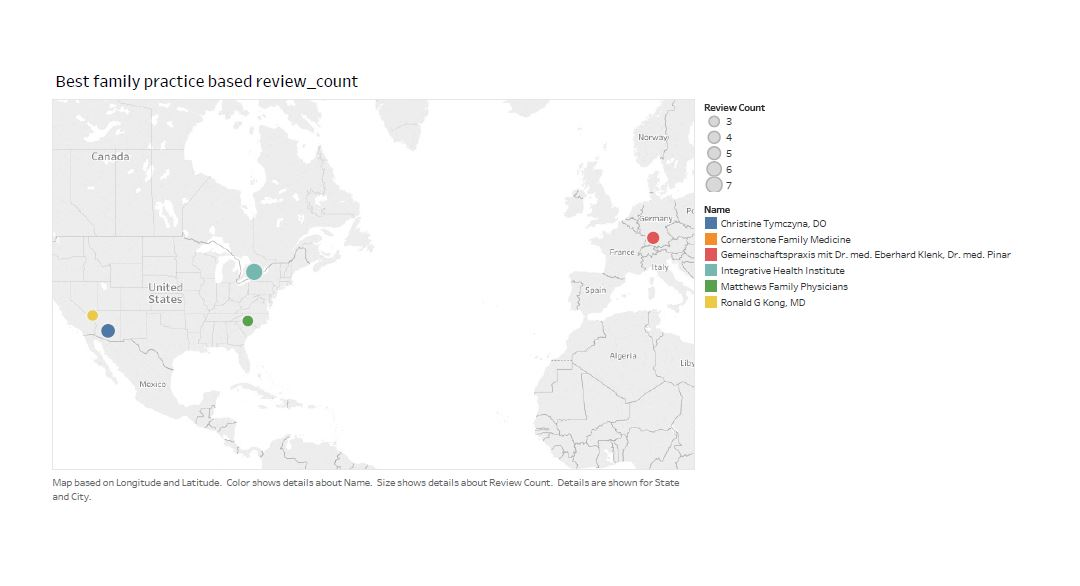 Best family practice based review_count
Canada
United
States
Mexico
Norway
Germany
Po
France
Italy
Spain
Algeria
Liby
Review Count
3
4
5
6
7
Name
Christine Tymczyna, DO
Cornerstone Family Medicine
Gemeinschaftspraxis mit Dr. med. Eberhard Klenk, Dr. med. Pinar
Integrative Health Institute
Matthews Family Physicians
Ronald G Kong, MD
Map based on Longitude and Latitude. Color shows details about Name. Size shows details about Review Count. Details are shown for State
and City.